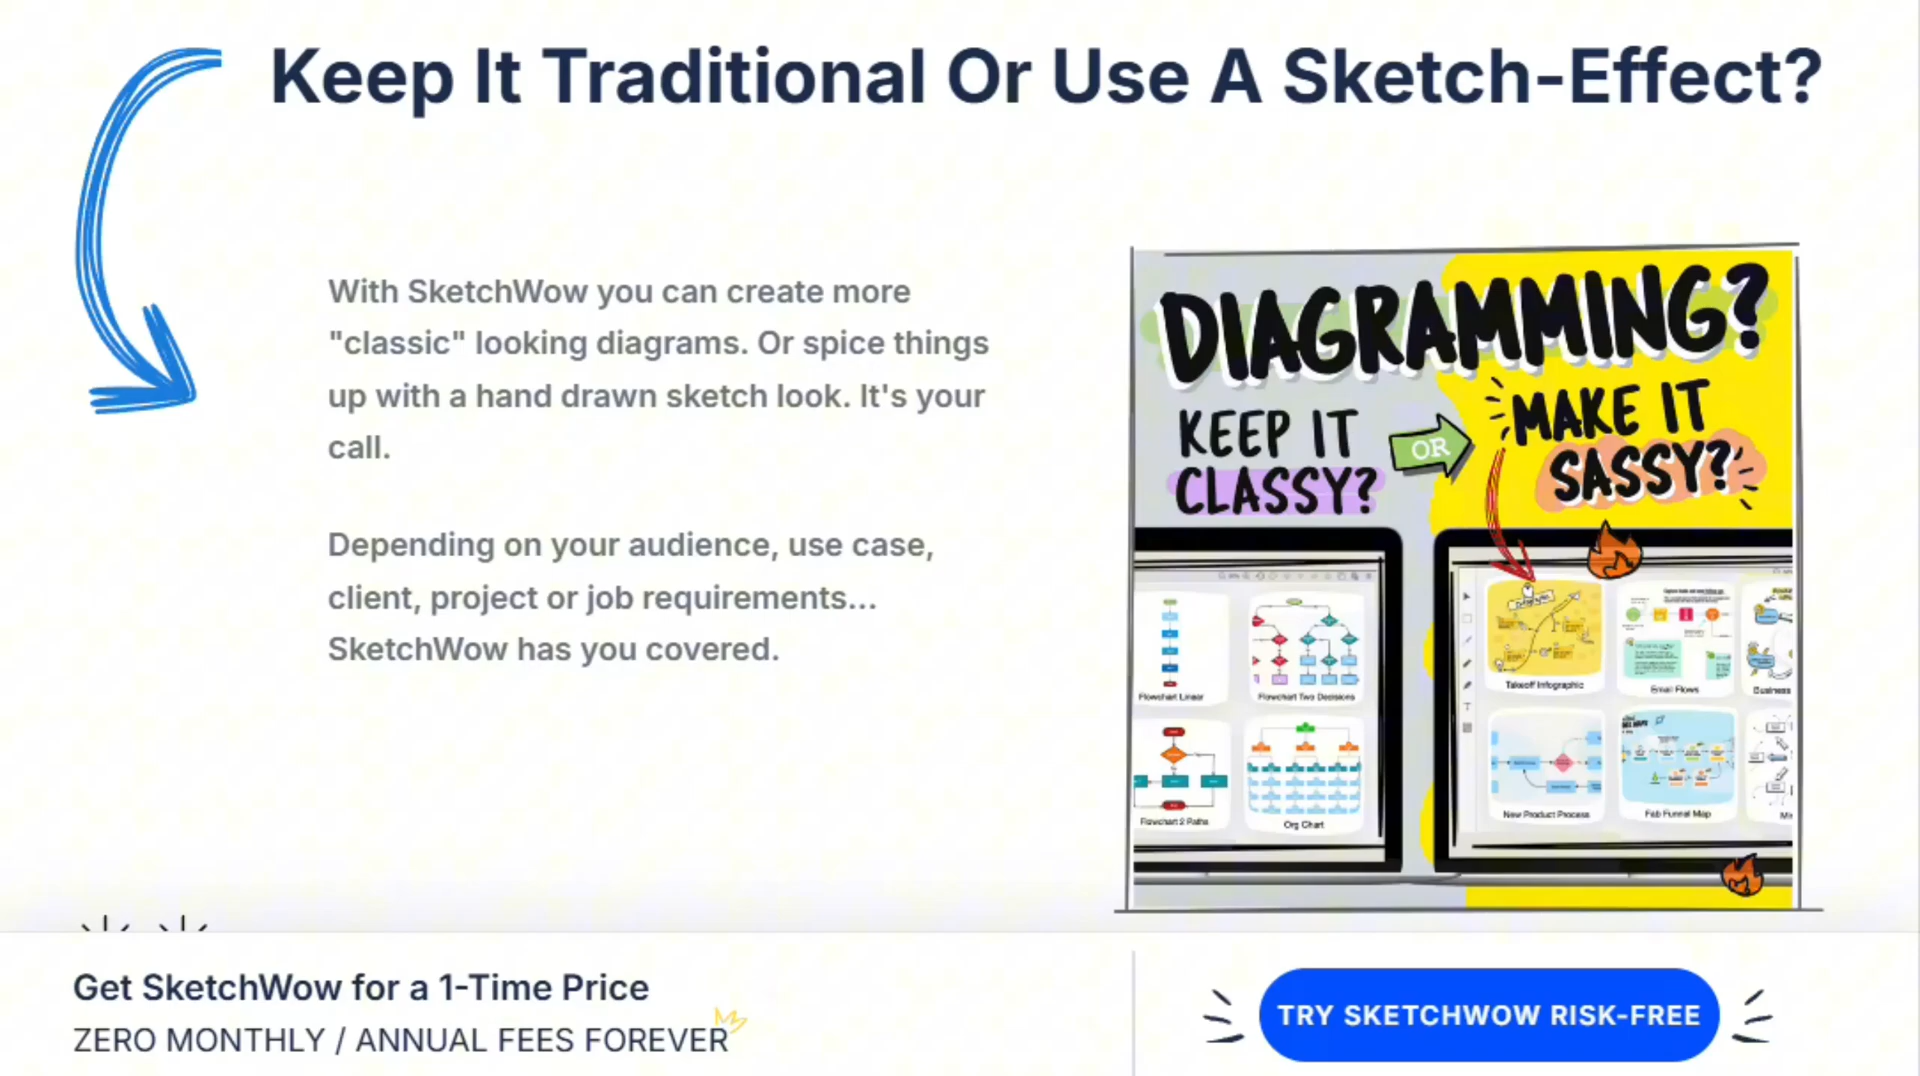 Keep It Traditional Or Use A Sketch-Effect?
With SketchWow you can create more
"classic" looking diagrams. Or spice things
up with a hand drawn sketch look. It's your
call.
Depending on your audience, use case,
client, project or job requirements...
SketchWow has you covered.
DIAGRAMMING?
KEEP IT
CLASSY?
OR
MAKE IT
SASSY?
Flowchart Linear
Flowchart Two Decisions
Flowchart 2 Paths
Org Chart
Takeoff Infographic
Email Flows
Business
New Product Process
Fab Funnel Map
Get SketchWow for a 1-Time Price
ZERO MONTHLY / ANNUAL FEES FOREVER
TRY SKETCHWOW RISK-FREE